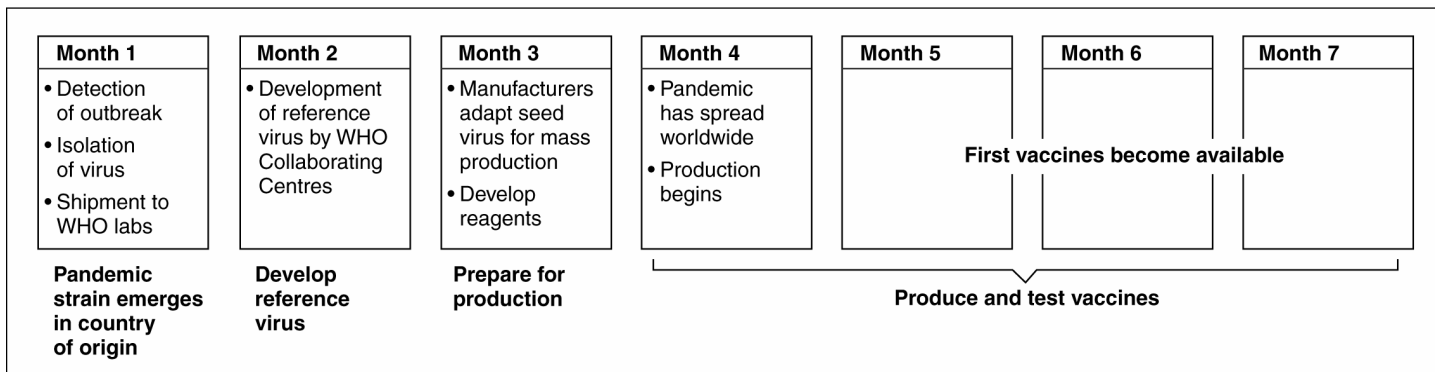 Month 1
• Detection
of outbreak
• Isolation
of virus
• Shipment to
WHO labs
Pandemic
strain emerges
in country
of origin
Month 2
• Development
of reference
virus by WHO
Collaborating
Centres
Develop
reference
virus
Month 3
• Manufacturers
adapt seed
virus for mass
production
• Develop
reagents
Prepare for
production
Month 4
• Pandemic
has spread
worldwide
• Production
begins
Month 5
Month 6
Month 7
First vaccines become available
Produce and test vaccines